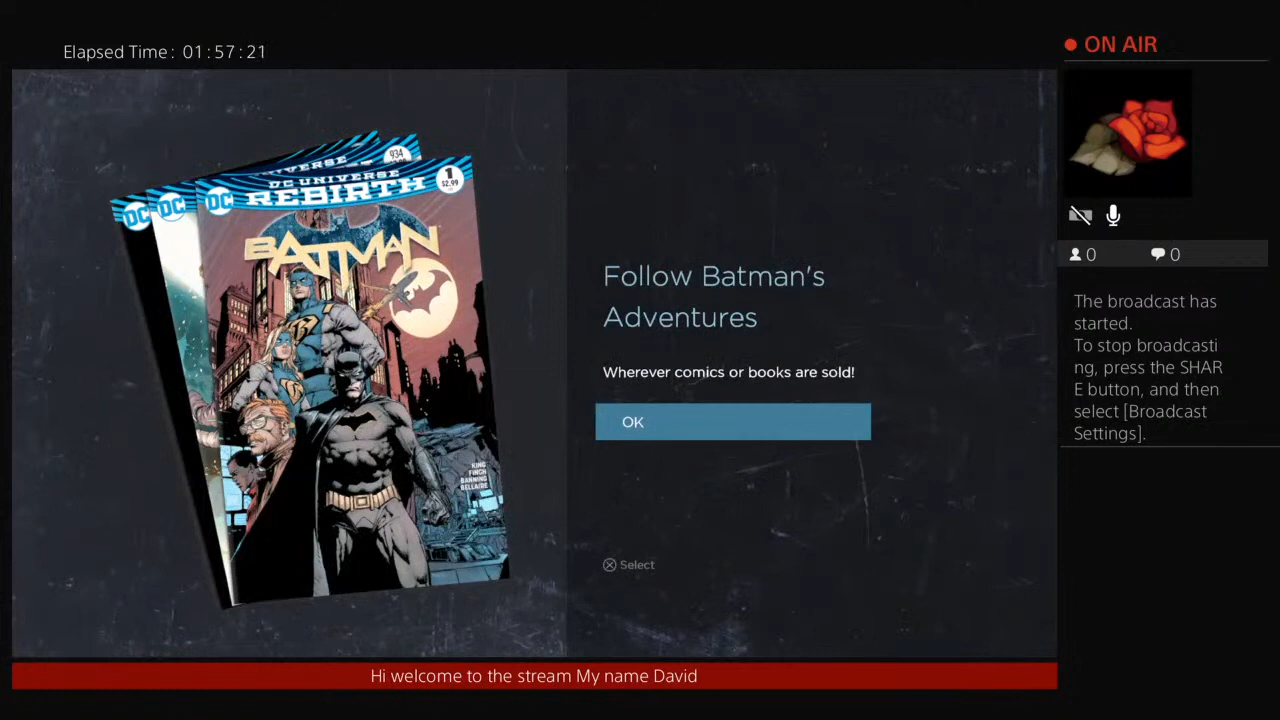 Elapsed Time: 01:57:21
ON AIR
934
DC UNIVERSE
REBIRTH
1
$2.99
DC
DC
DC
BATMAN
KING
FINCH
BANNING
BELLAIRE
Follow Batman's
Adventures
Wherever comics or books are sold!
OK
Select
0
0
The broadcast has
started.
To stop broadcasti
ng, press the SHAR
E button, and then
select [Broadcast
Settings].
Hi welcome to the stream My name David